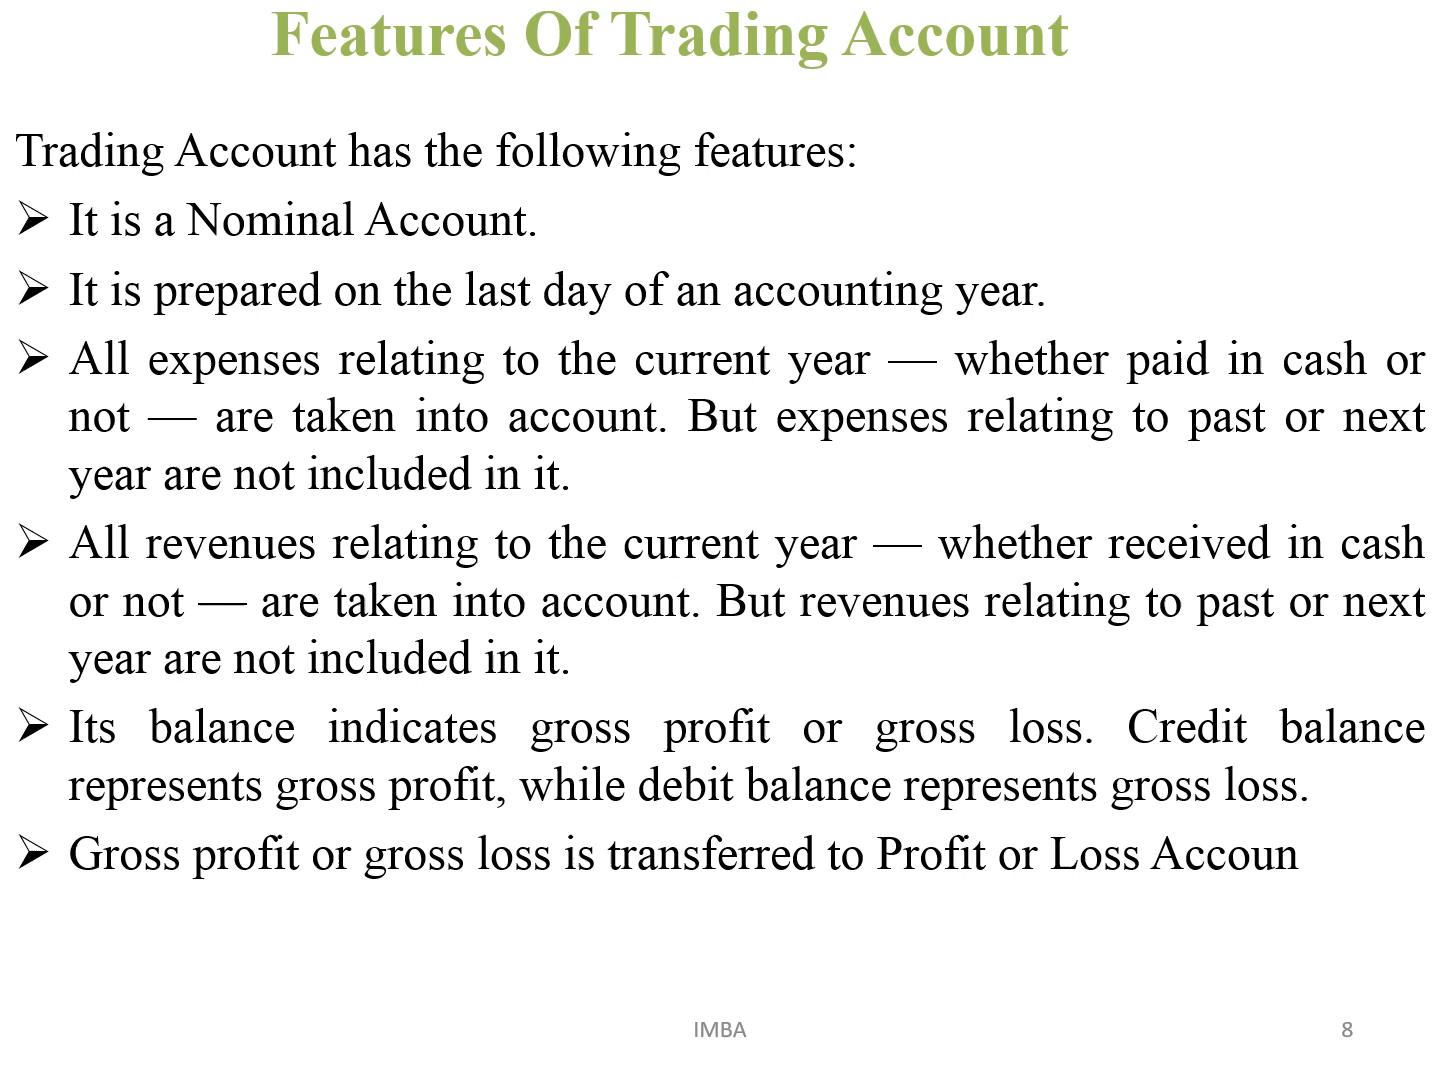 Features Of Trading Account
Trading Account has the following features:
➢ It is a Nominal Account.
➢ It is prepared on the last day of an accounting year.
➢ All expenses relating to the current year — whether paid in cash or
not — are taken into account. But expenses relating to past or next
year are not included in it.
➢ All revenues relating to the current year — whether received in cash
or not — are taken into account. But revenues relating to past or next
year are not included in it.
➢ Its balance indicates gross profit or gross loss. Credit balance
represents gross profit, while debit balance represents gross loss.
➢ Gross profit or gross loss is transferred to Profit or Loss Accoun
IMBA
8